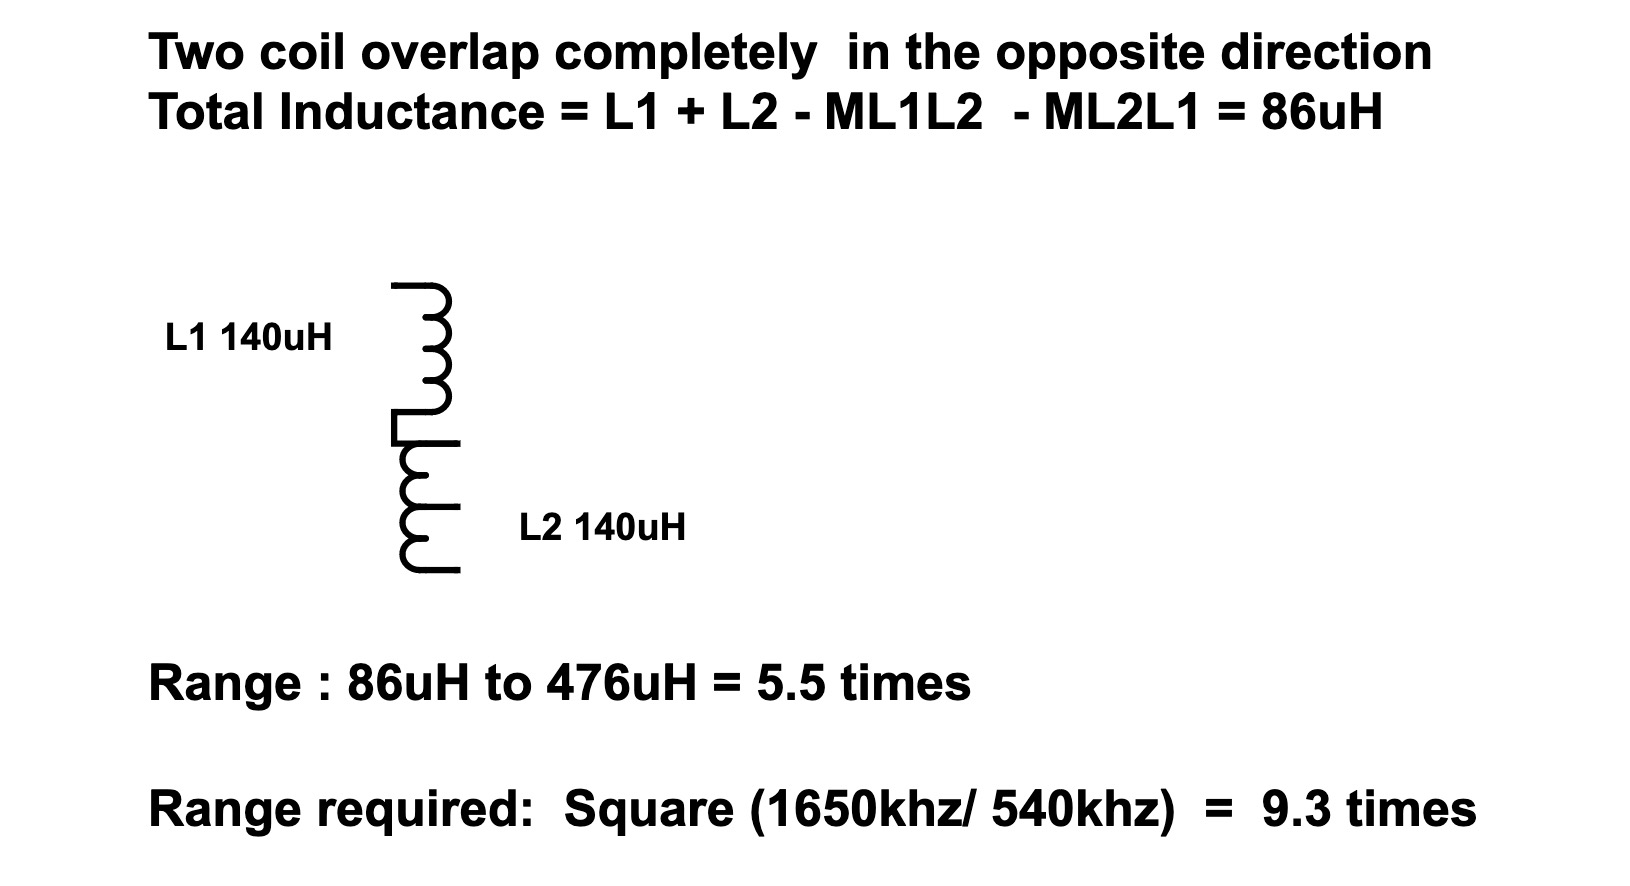 Two coil overlap completely in the opposite direction
Total Inductance = L1 + L2 - ML1L2 - ML2L1 = 86uH
L1 140uH
L2 140uH
Range : 86uH to 476uH = 5.5 times
Range required: Square (1650khz/ 540khz) = 9.3 times